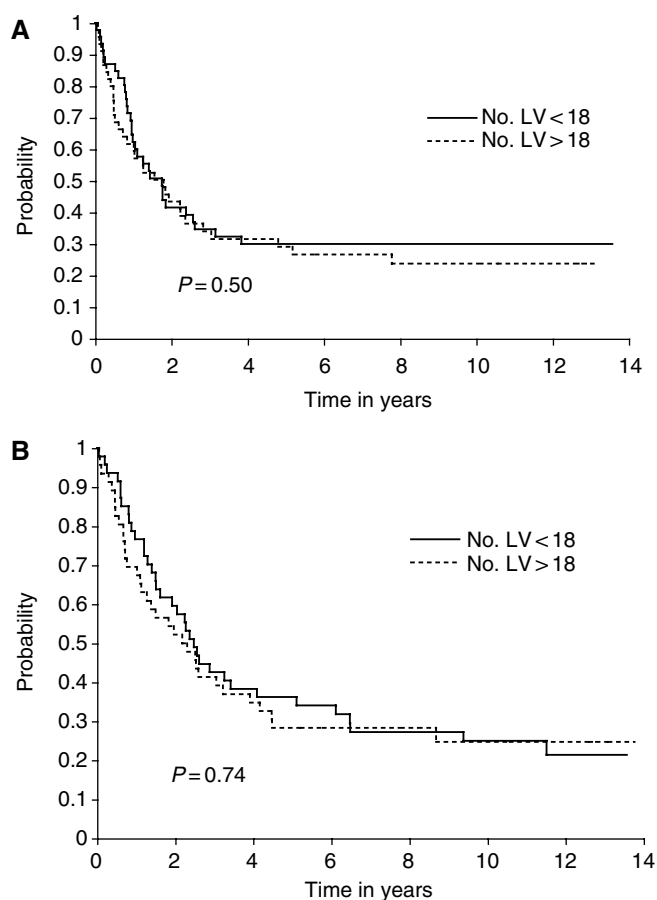 A
Probability
1
0.9
0.8
0.7
0.6
0.5
0.4
0.3
0.2
0.1
0
No. LV<18
No. LV>18
P=0.50
0 2 4 6 8 10 12 14
Time in years
B
Probability
1
0.9
0.8
0.7
0.6
0.5
0.4
0.3
0.2
0.1
0
No. LV<18
No. LV>18
P=0.74
0 2 4 6 8 10 12 14
Time in years